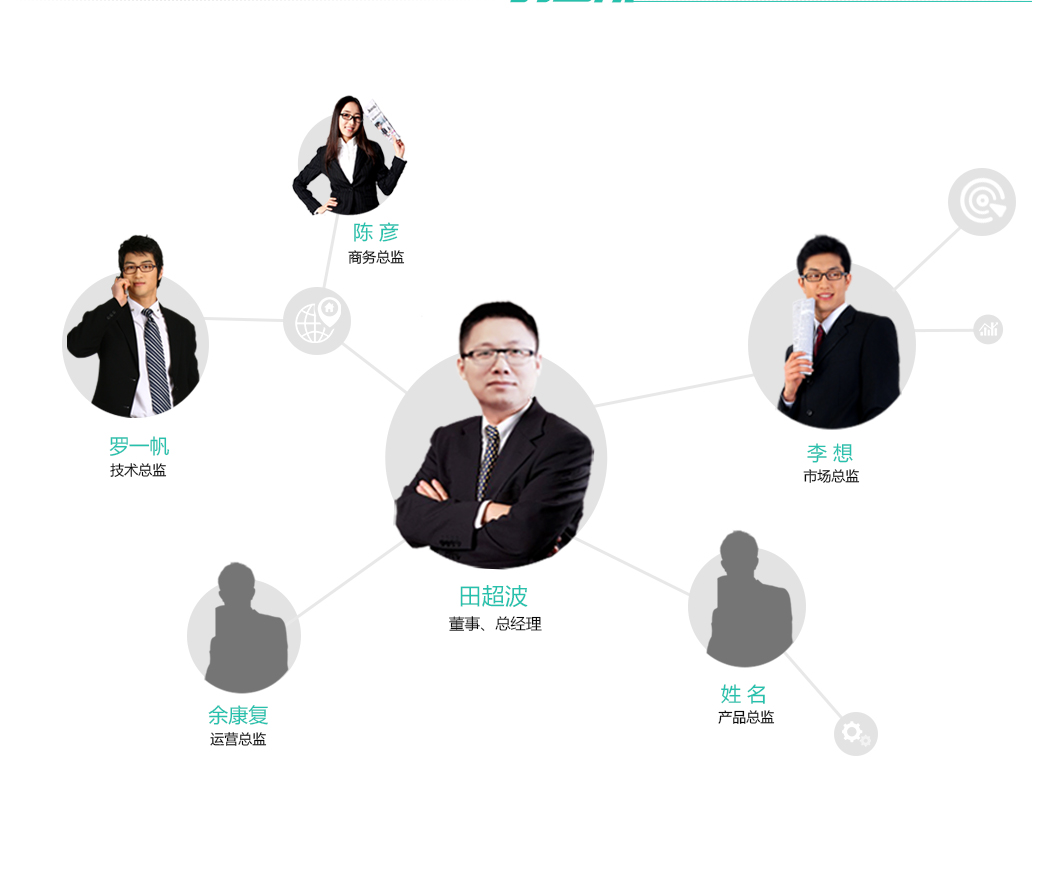 陈 彦
商务总监
罗一帆
技术总监
李 想
市场总监
田超波
董事、总经理
姓 名
产品总监
余康复
运营总监